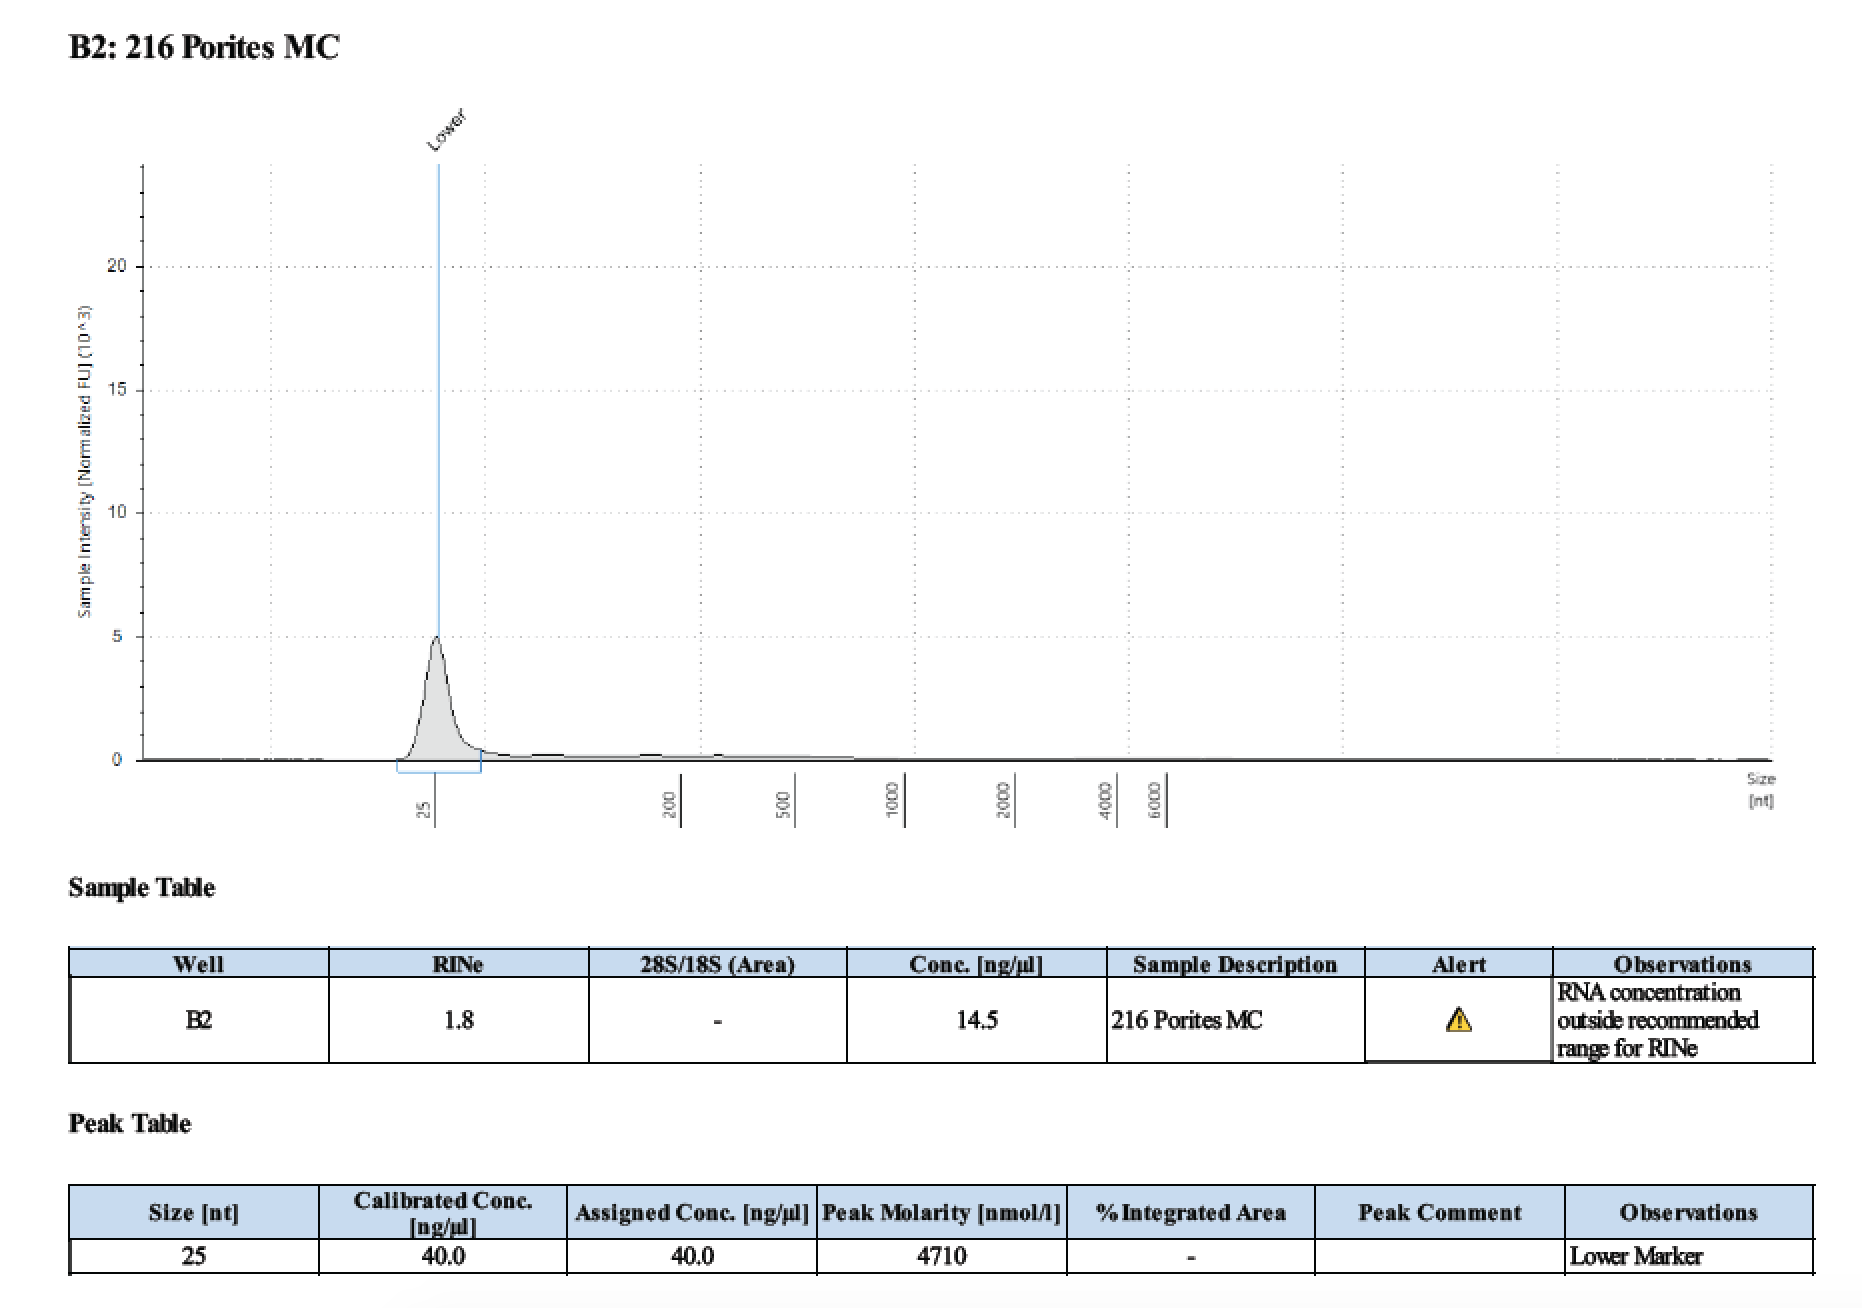 B2: 216 Porites MC
Lower
Sample Intensity [Normalized FU] (10^3)
20
15
10
5
0
25
200
500
1000
2000
4000
6000
Size
[nt]
Sample Table
Well RINe 28S/18S (Area) Conc. [ng/µl] Sample Description Alert Observations
B2 1.8 - 14.5 216 Porites MC RNA concentration
outside recommended
range for RINe
Peak Table
Size [nt] Calibrated Conc. [ng/µl] Assigned Conc. [ng/µl] Peak Molarity [nmol/l] % Integrated Area Peak Comment Observations
25 40.0 40.0 4710 - Lower Marker